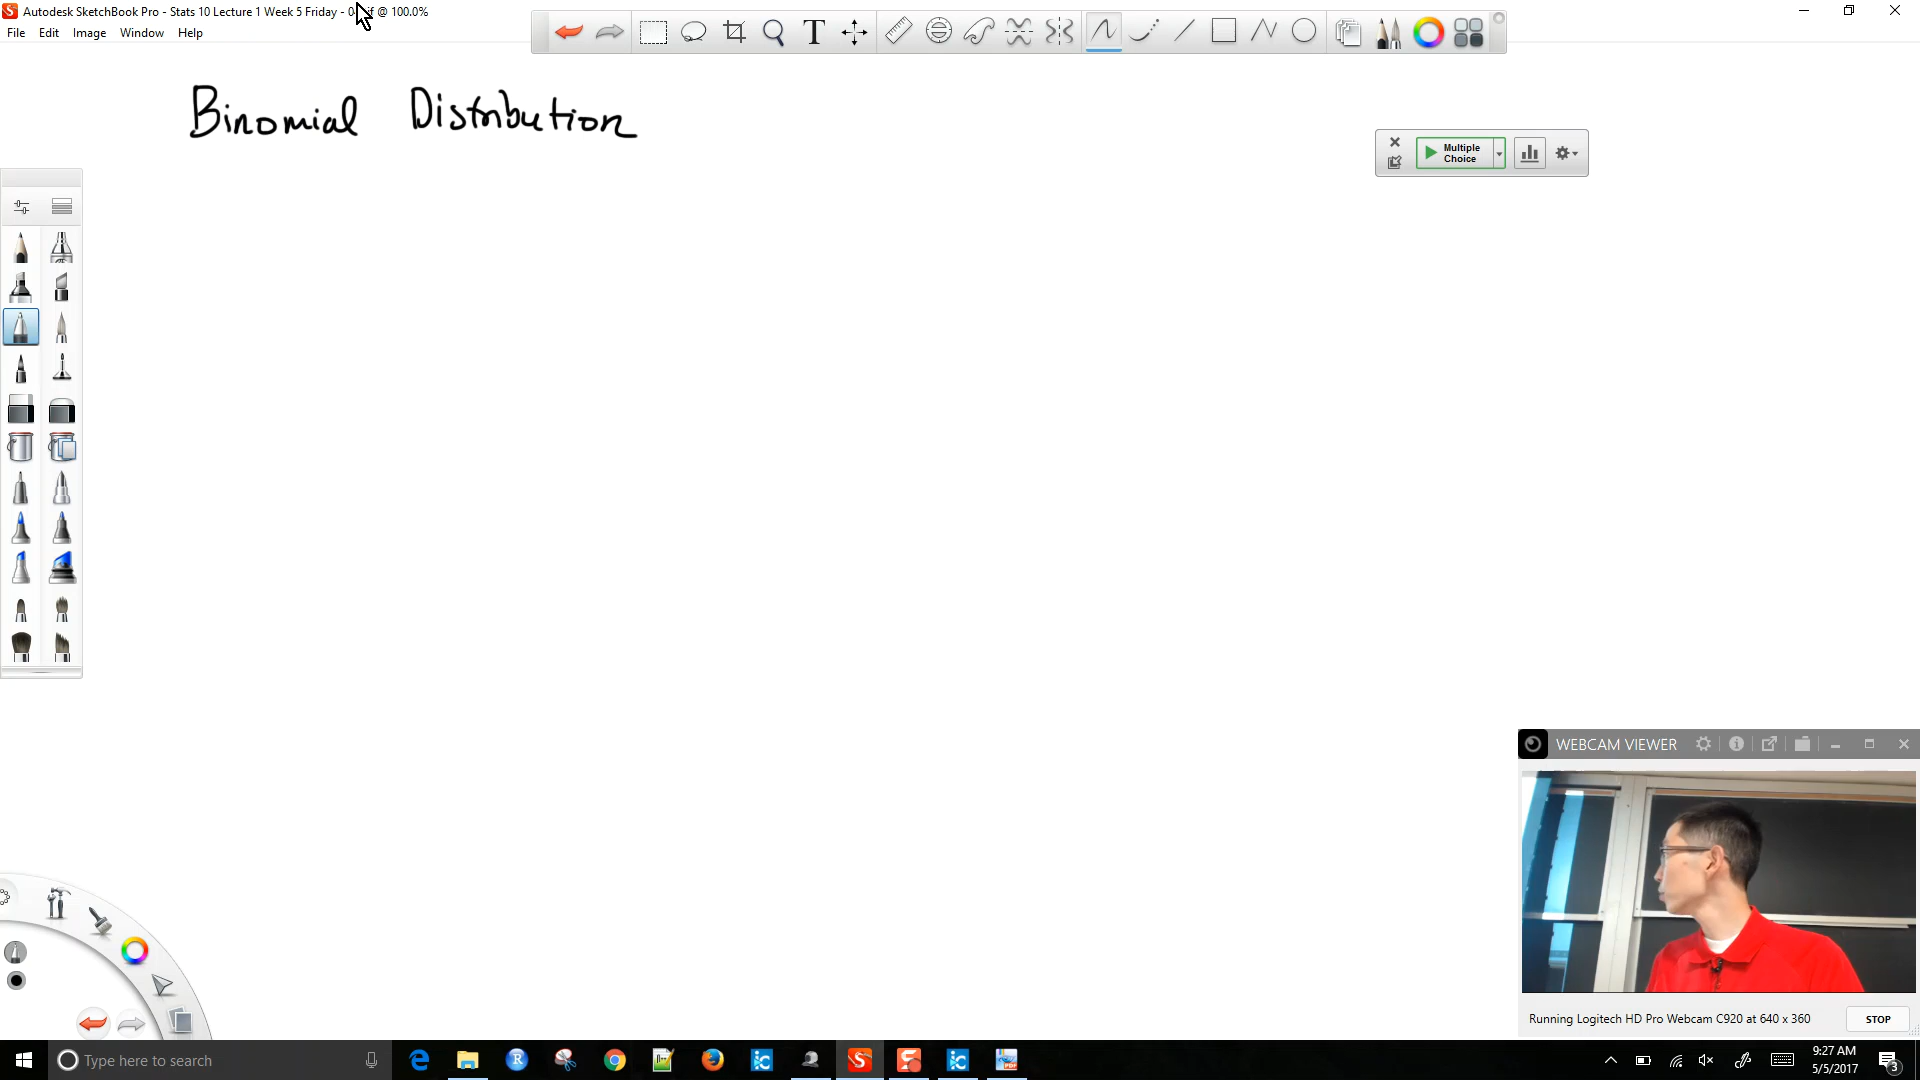 Autodesk SketchBook Pro - Stats 10 Lecture 1 Week 5 Friday - @ 100.0%
File Edit Image Window Help
Binomial Distribution
Multiple
Choice
WEBCAM VIEWER
Running Logitech HD Pro Webcam C920 at 640 x 360
STOP
Type here to search
9:27 AM
5/5/2017
3